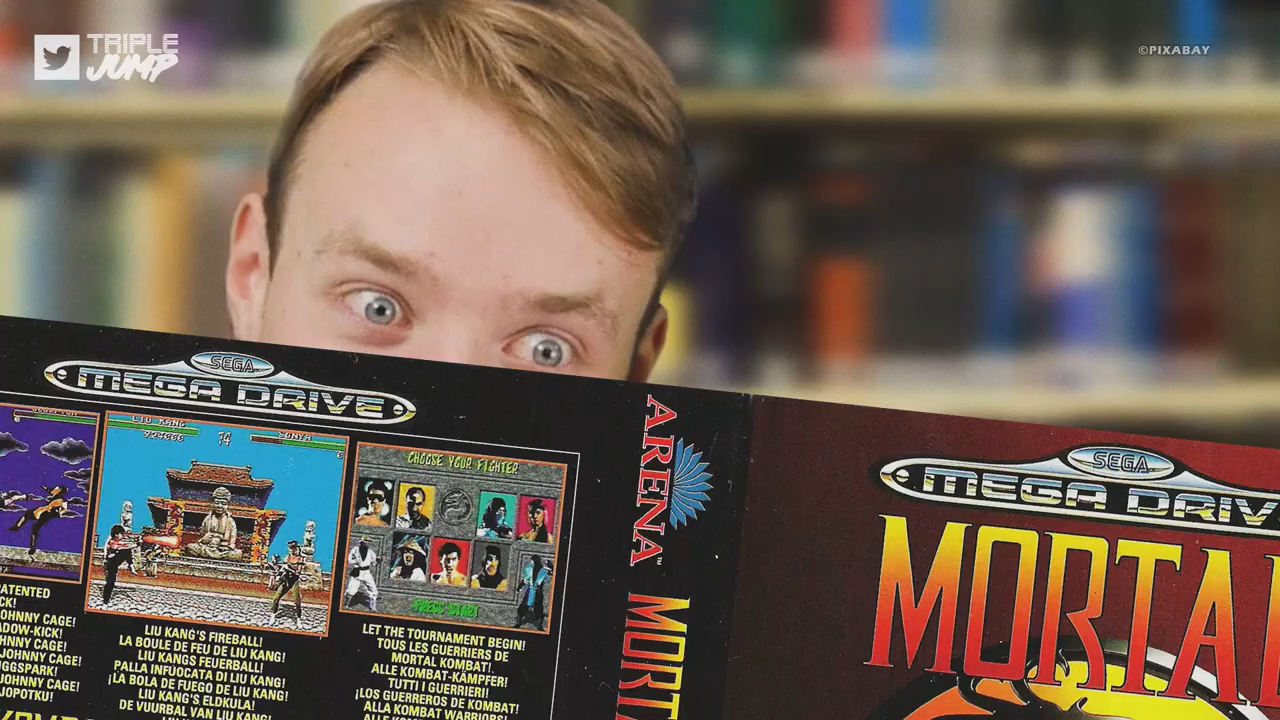 TRIPLE
JUMP
©PIXABAY
SEGA
MEGA DRIVE
LIU KANG
74
SONYA
CHOOSE YOUR FIGHTER
PRESS START
PATENTED
JOHNNY CAGE!
JOHNNY CAGE!
JOHNNY CAGE!
LIU KANG'S FIREBALL!
LA BOULE DE FEU DE LIU KANG!
LIU KANGS FEUERBALL!
PALLA INFUOCATA DI LIU KANG!
¡LA BOLA DE FUEGO DE LIU KANG!
LIU KANG'S ELDKULA!
DE VUURBAL VAN LIU KANG!
LET THE TOURNAMENT BEGIN!
TOUS LES GUERRIERS DE
MORTAL KOMBAT!
ALLE KOMBAT-KÄMPFER!
TUTTI I GUERRIERI!
¡LOS GUERREROS DE KOMBAT!
ALLA KOMBAT WARRIORS!
ARENA™
MORTA
SEGA
MEGA DRIV
MORTAL